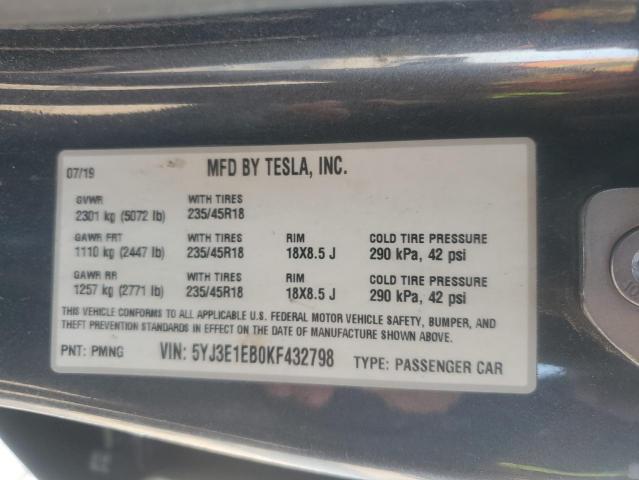 07/19 MFD BY TESLA, INC.
GVWR WITH TIRES
2301 kg (5072 lb) 235/45R18
GAWR FRT WITH TIRES RIM COLD TIRE PRESSURE
1110 kg (2447 lb) 235/45R18 18X8.5 J 290 kPa, 42 psi
GAWR RR WITH TIRES RIM COLD TIRE PRESSURE
1257 kg (2771 lb) 235/45R18 18X8.5 J 290 kPa, 42 psi
THIS VEHICLE CONFORMS TO ALL APPLICABLE U.S. FEDERAL MOTOR VEHICLE SAFETY, BUMPER, AND
THEFT PREVENTION STANDARDS IN EFFECT ON THE DATE OF MANUFACTURE SHOWN ABOVE.
PNT: PMNG VIN: 5YJ3E1EB0KF432798 TYPE: PASSENGER CAR